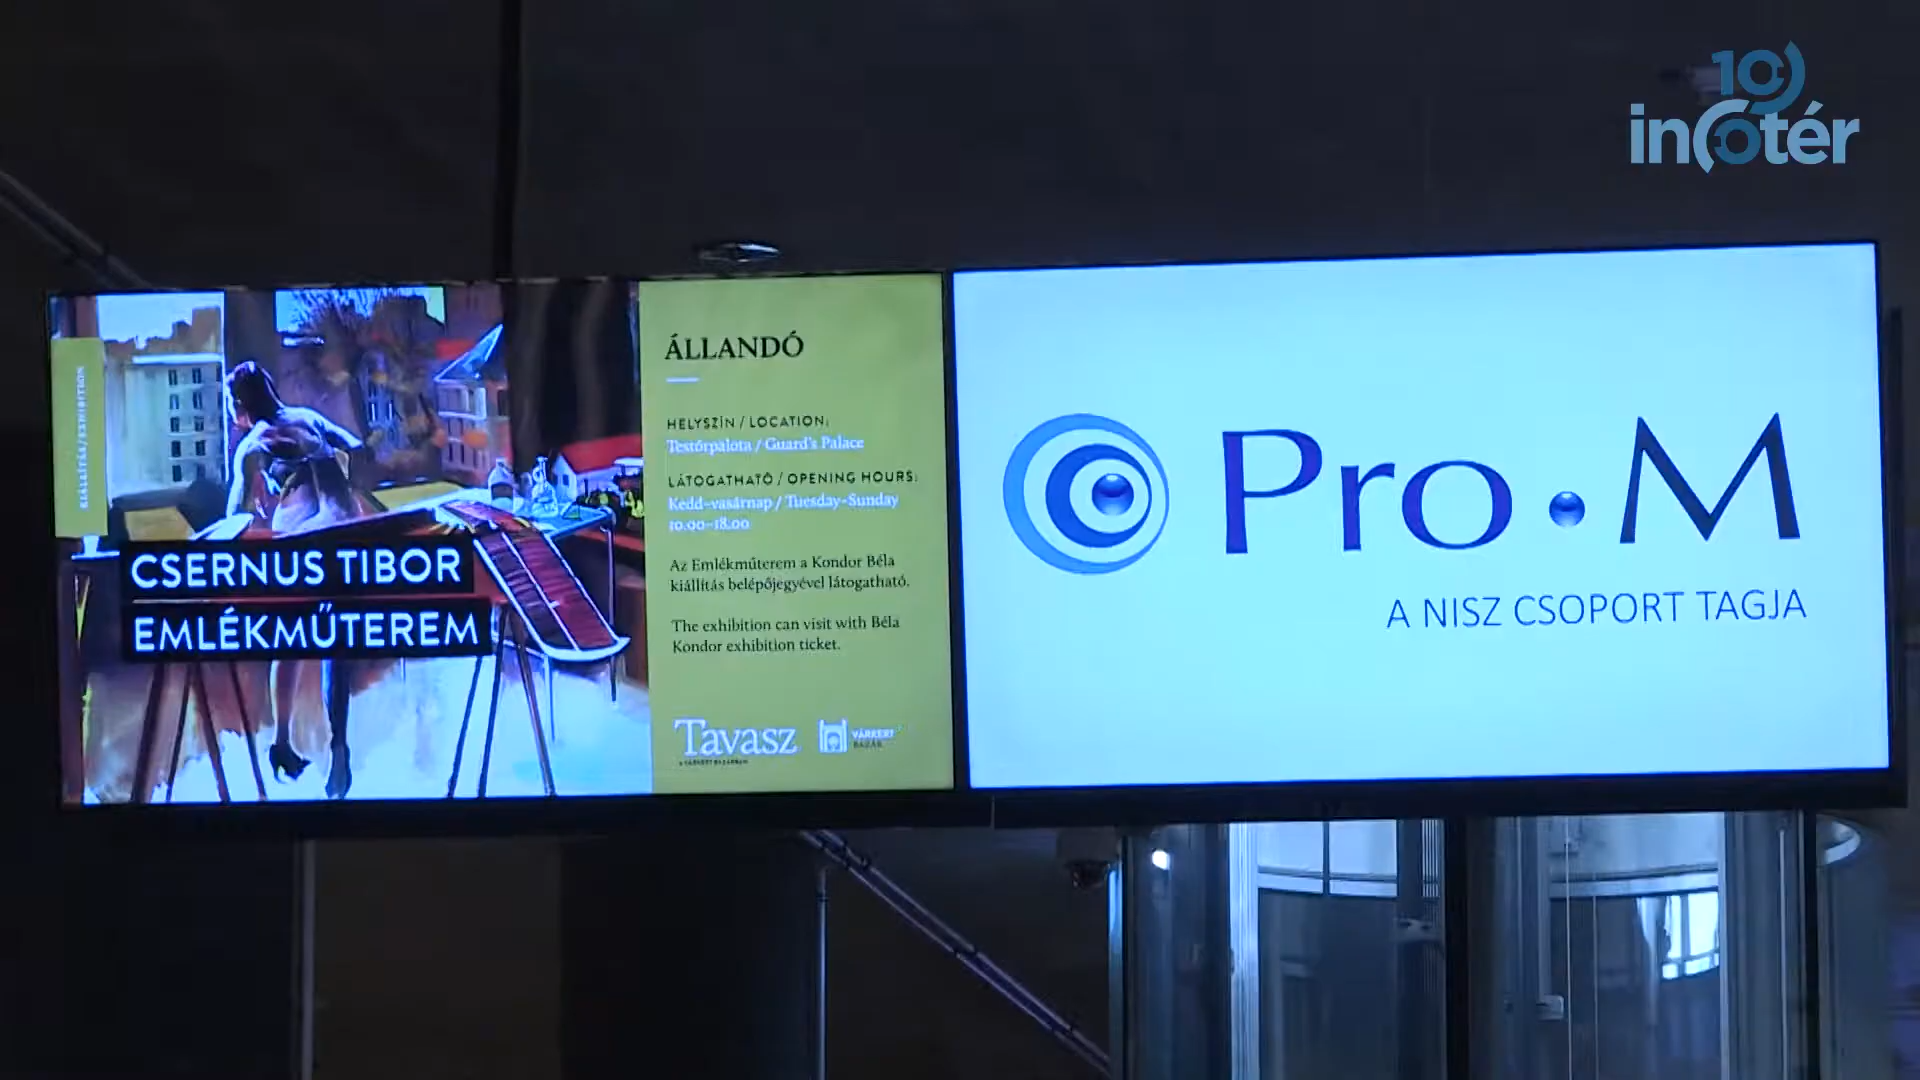 10
infotér
KIÁLLÍTÁS/EXHIBITION
CSERNUS TIBOR
EMLÉKMŰTEREM
ÁLLANDÓ
HELYSZÍN / LOCATION:
Testőrpalota / Guard's Palace
LÁTOGATHATÓ / OPENING HOURS:
Kedd–vasárnap / Tuesday–Sunday
10.00–18.00
Az Emlékműterem a Kondor Béla
kiállítás belépőjegyével látogatható.
The exhibition can visit with Béla
Kondor exhibition ticket.
Tavasz
A VÁRKERT BAZÁRBAN
VÁRKERT
BAZÁR
Pro•M
A NISZ CSOPORT TAGJA